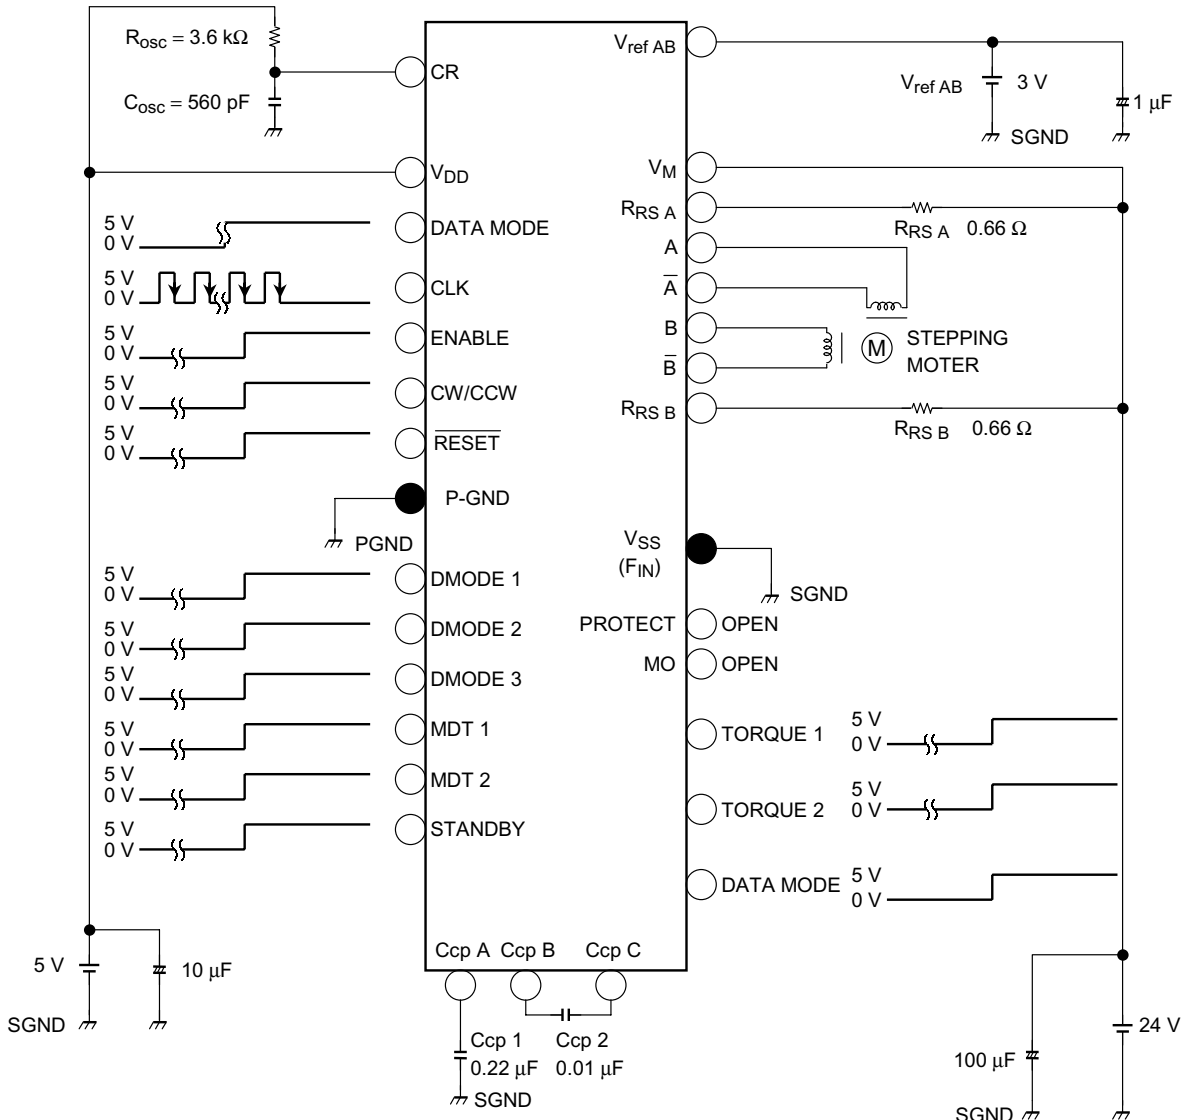 Rosc = 3.6 kΩ
Cosc = 560 pF
CR
VDD
5 V
0 V
DATA MODE
5 V
0 V
CLK
5 V
0 V
ENABLE
5 V
0 V
CW/CCW
5 V
0 V
RESET
P-GND
PGND
5 V
0 V
DMODE 1
5 V
0 V
DMODE 2
5 V
0 V
DMODE 3
5 V
0 V
MDT 1
5 V
0 V
MDT 2
5 V
0 V
STANDBY
5 V
10 μF
SGND
Ccp A Ccp B Ccp C
Ccp 1
0.22 μF
Ccp 2
0.01 μF
SGND
Vref AB
Vref AB
3 V
1 μF
SGND
VM
RRS A
RRS A 0.66 Ω
A
A
B
B
M
STEPPING
MOTER
RRS B
RRS B 0.66 Ω
VSS
(FIN)
SGND
PROTECT
OPEN
MO
OPEN
TORQUE 1
5 V
0 V
TORQUE 2
5 V
0 V
DATA MODE
5 V
0 V
24 V
100 μF
SGND